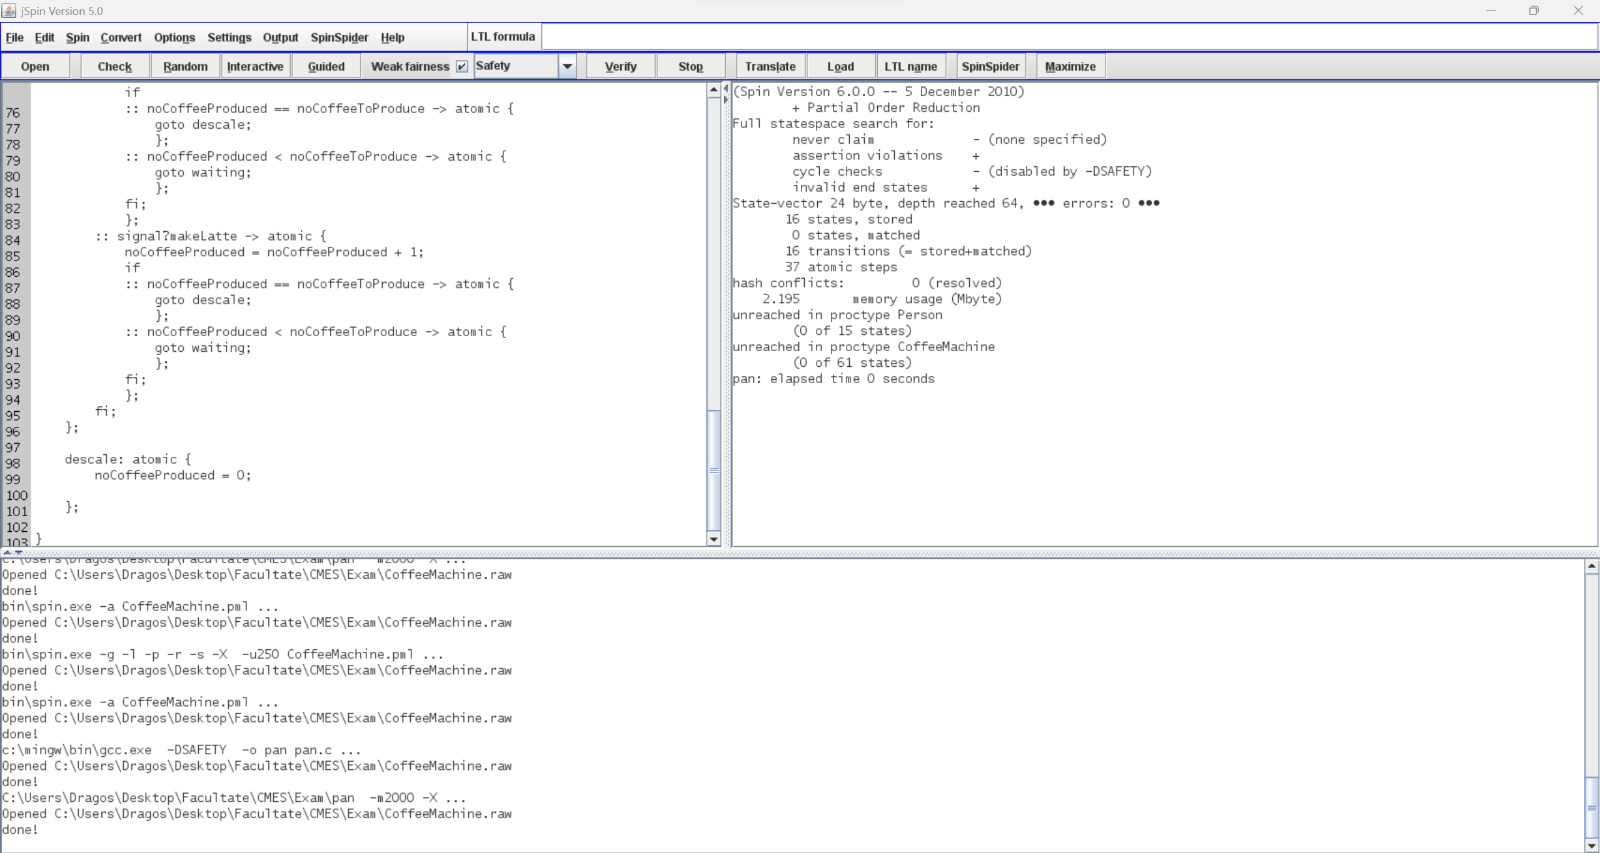 jSpin Version 5.0
File Edit Spin Convert Options Settings Output SpinSpider Help LTL formula
Open Check Random Interactive Guided Weak fairness Safety Verify Stop Translate Load LTL name SpinSpider Maximize
if
76 :: noCoffeeProduced == noCoffeeToProduce -> atomic {
77 goto descale;
78 };
79 :: noCoffeeProduced < noCoffeeToProduce -> atomic {
80 goto waiting;
81 };
82 fi;
83 };
84 :: signal?makeLatte -> atomic {
85 noCoffeeProduced = noCoffeeProduced + 1;
86 if
87 :: noCoffeeProduced == noCoffeeToProduce -> atomic {
88 goto descale;
89 };
90 :: noCoffeeProduced < noCoffeeToProduce -> atomic {
91 goto waiting;
92 };
93 fi;
94 };
95 fi;
96 };
97
98 descale: atomic {
99 noCoffeeProduced = 0;
100
101 };
102
103 }
(Spin Version 6.0.0 -- 5 December 2010)
+ Partial Order Reduction
Full statespace search for:
never claim - (none specified)
assertion violations +
cycle checks - (disabled by -DSAFETY)
invalid end states +
State-vector 24 byte, depth reached 64, ●●● errors: 0 ●●●
16 states, stored
0 states, matched
16 transitions (= stored+matched)
37 atomic steps
hash conflicts: 0 (resolved)
2.195 memory usage (Mbyte)
unreached in proctype Person
(0 of 15 states)
unreached in proctype CoffeeMachine
(0 of 61 states)
pan: elapsed time 0 seconds
C:\Users\Dragos\Desktop\Facultate\CMES\Exam\pan -m2000 -X ...
Opened C:\Users\Dragos\Desktop\Facultate\CMES\Exam\CoffeeMachine.raw
done!
bin\spin.exe -a CoffeeMachine.pml ...
Opened C:\Users\Dragos\Desktop\Facultate\CMES\Exam\CoffeeMachine.raw
done!
bin\spin.exe -g -l -p -r -s -X -u250 CoffeeMachine.pml ...
Opened C:\Users\Dragos\Desktop\Facultate\CMES\Exam\CoffeeMachine.raw
done!
bin\spin.exe -a CoffeeMachine.pml ...
Opened C:\Users\Dragos\Desktop\Facultate\CMES\Exam\CoffeeMachine.raw
done!
c:\mingw\bin\gcc.exe -DSAFETY -o pan pan.c ...
Opened C:\Users\Dragos\Desktop\Facultate\CMES\Exam\CoffeeMachine.raw
done!
C:\Users\Dragos\Desktop\Facultate\CMES\Exam\pan -m2000 -X ...
Opened C:\Users\Dragos\Desktop\Facultate\CMES\Exam\CoffeeMachine.raw
done!